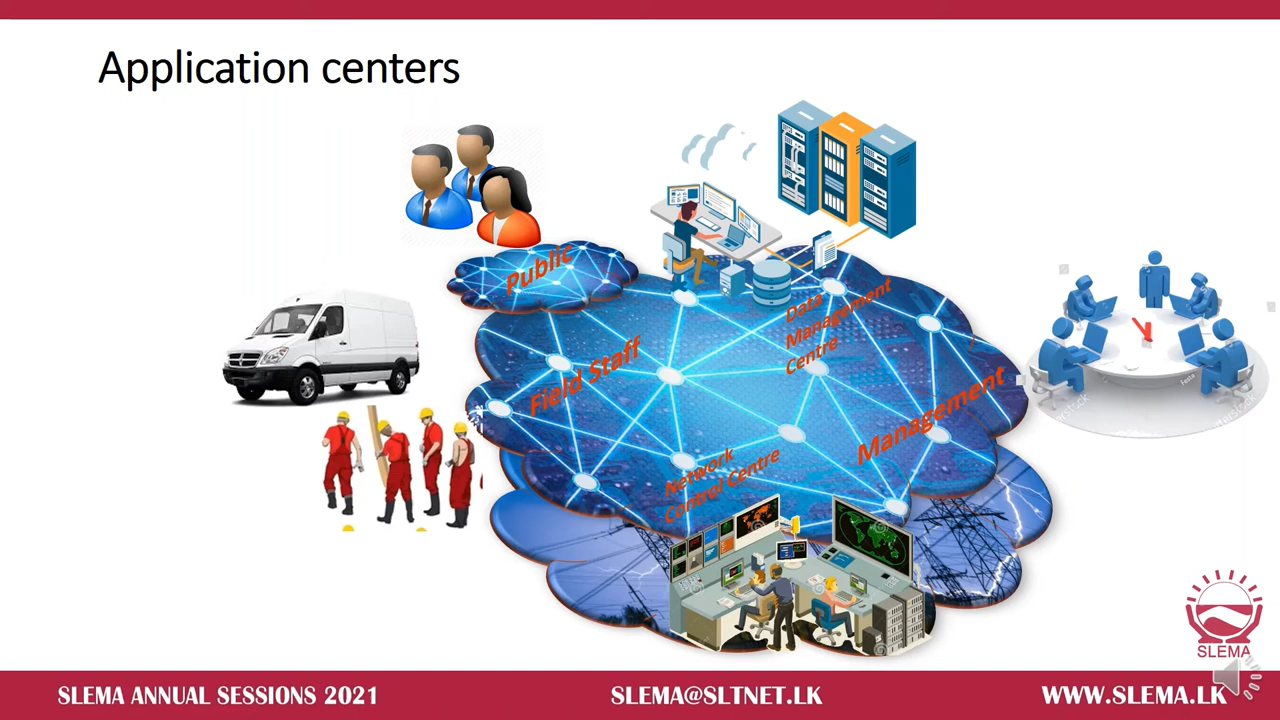 Application centers
Public
Field Staff
Data
Management
Centre
Management
Network
Control Centre
SLEMA
SLEMA ANNUAL SESSIONS 2021
SLEMA@SLTNET.LK
WWW.SLEMA.LK